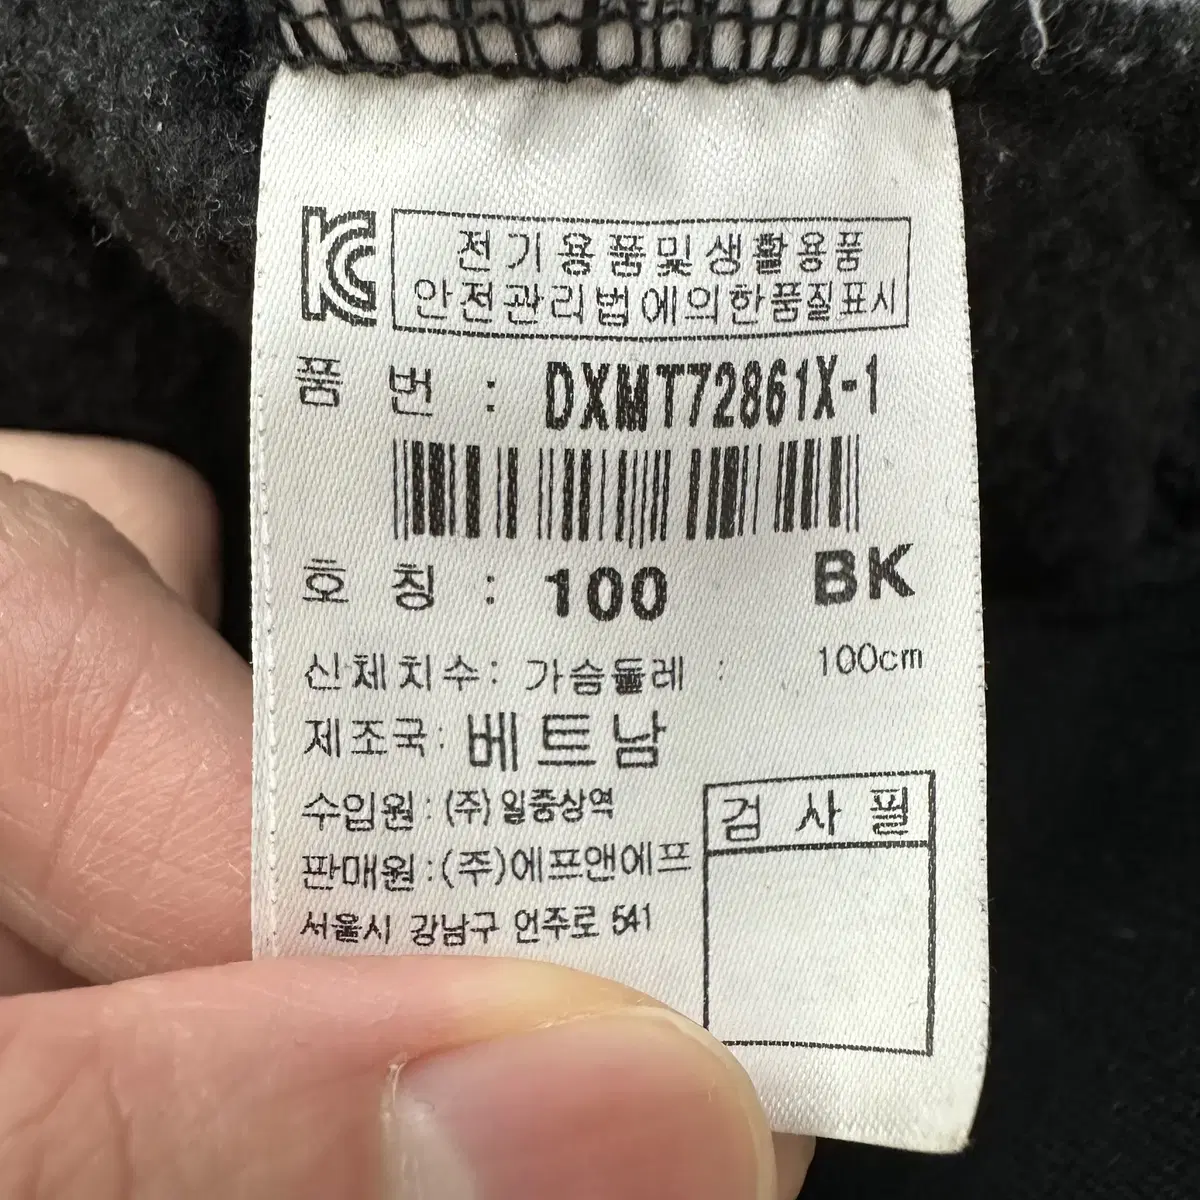 KC
전기용품및생활용품
안전관리법에의한품질표시
품 번 : DXMT72861X-1
호 칭 : 100 BK
신체치수: 가슴둘레 : 100cm
제조국: 베트남
수입원: (주)일중상역
판매원: (주)에프앤에프
서울시 강남구 언주로 541
검 사 필